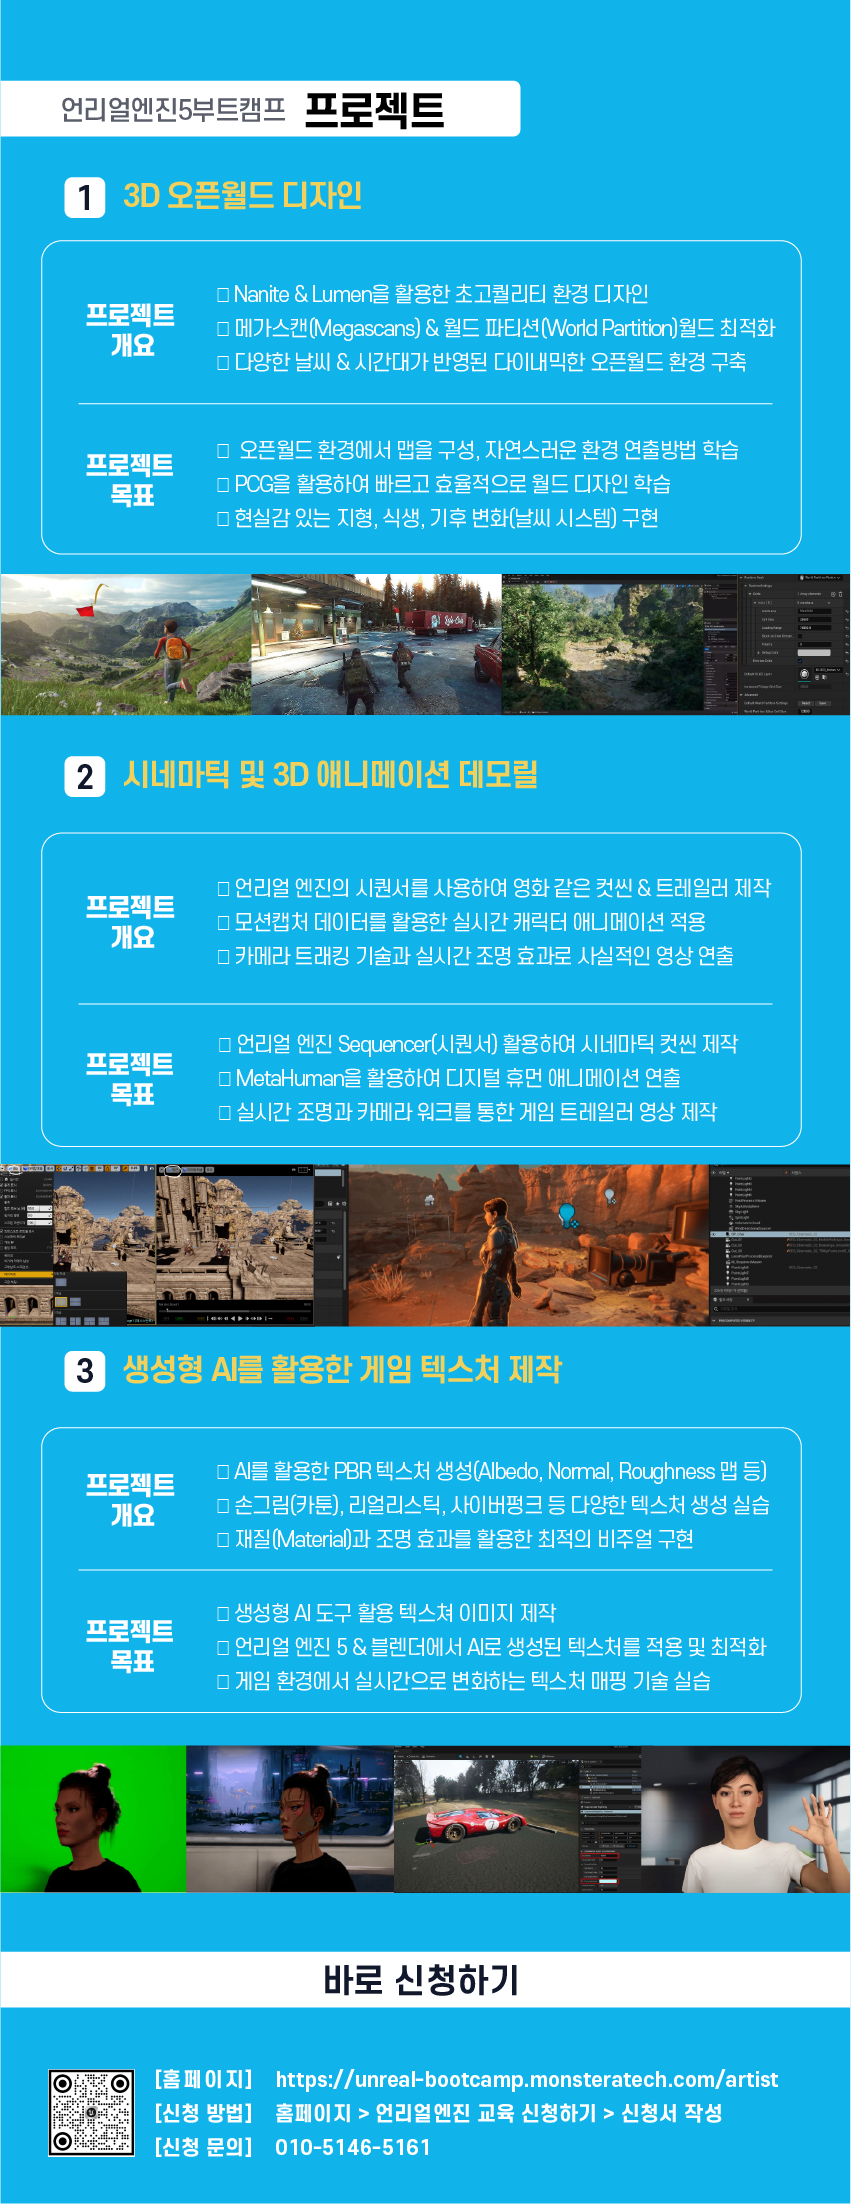 언리얼엔진5부트캠프 프로젝트
1 3D 오픈월드 디자인
프로젝트
개요
□ Nanite & Lumen을 활용한 초고퀄리티 환경 디자인
□ 메가스캔(Megascans) & 월드 파티션(World Partition)월드 최적화
□ 다양한 날씨 & 시간대가 반영된 다이내믹한 오픈월드 환경 구축
프로젝트
목표
□ 오픈월드 환경에서 맵을 구성, 자연스러운 환경 연출방법 학습
□ PCG을 활용하여 빠르고 효율적으로 월드 디자인 학습
□ 현실감 있는 지형, 식생, 기후 변화(날씨 시스템) 구현
2 시네마틱 및 3D 애니메이션 데모릴
프로젝트
개요
□ 언리얼 엔진의 시퀀서를 사용하여 영화 같은 컷씬 & 트레일러 제작
□ 모션캡처 데이터를 활용한 실시간 캐릭터 애니메이션 적용
□ 카메라 트래킹 기술과 실시간 조명 효과로 사실적인 영상 연출
프로젝트
목표
□ 언리얼 엔진 Sequencer(시퀀서) 활용하여 시네마틱 컷씬 제작
□ MetaHuman을 활용하여 디지털 휴먼 애니메이션 연출
□ 실시간 조명과 카메라 워크를 통한 게임 트레일러 영상 제작
3 생성형 AI를 활용한 게임 텍스처 제작
프로젝트
개요
□ AI를 활용한 PBR 텍스처 생성(Albedo, Normal, Roughness 맵 등)
□ 손그림(카툰), 리얼리스틱, 사이버펑크 등 다양한 텍스처 생성 실습
□ 재질(Material)과 조명 효과를 활용한 최적의 비주얼 구현
프로젝트
목표
□ 생성형 AI 도구 활용 텍스쳐 이미지 제작
□ 언리얼 엔진 5 & 블렌더에서 AI로 생성된 텍스처를 적용 및 최적화
□ 게임 환경에서 실시간으로 변화하는 텍스처 매핑 기술 실습
7
바로 신청하기
[홈페이지] https://unreal-bootcamp.monsteratech.com/artist
[신청 방법] 홈페이지 > 언리얼엔진 교육 신청하기 > 신청서 작성
[신청 문의] 010-5146-5161